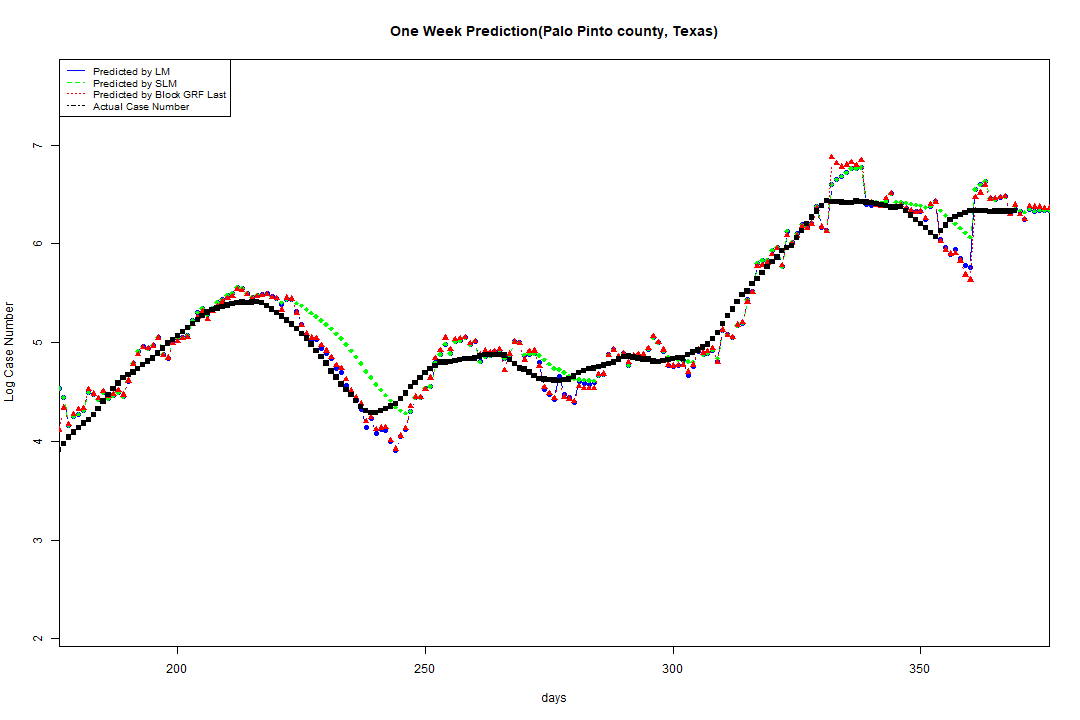 One Week Prediction(Palo Pinto county, Texas)
Predicted by LM
Predicted by SLM
Predicted by Block GRF Last
Actual Case Number
7
6
5
4
3
2
Log Case Number
200 250 300 350
days